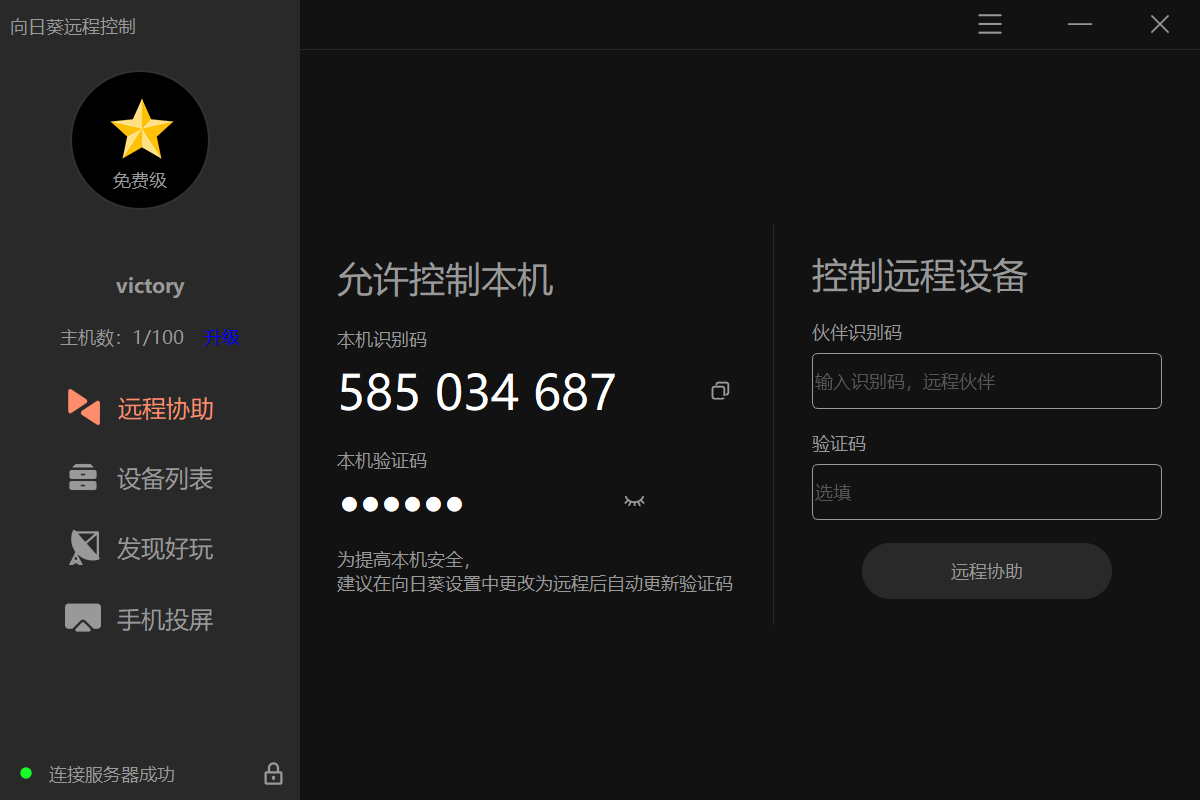 向日葵远程控制
免费级
victory
主机数：1/100 升级
远程协助
设备列表
发现好玩
手机投屏
连接服务器成功
允许控制本机
本机识别码
585 034 687
本机验证码
●●●●●●
为提高本机安全，
建议在向日葵设置中更改为远程后自动更新验证码
控制远程设备
伙伴识别码
输入识别码，远程伙伴
验证码
选填
远程协助